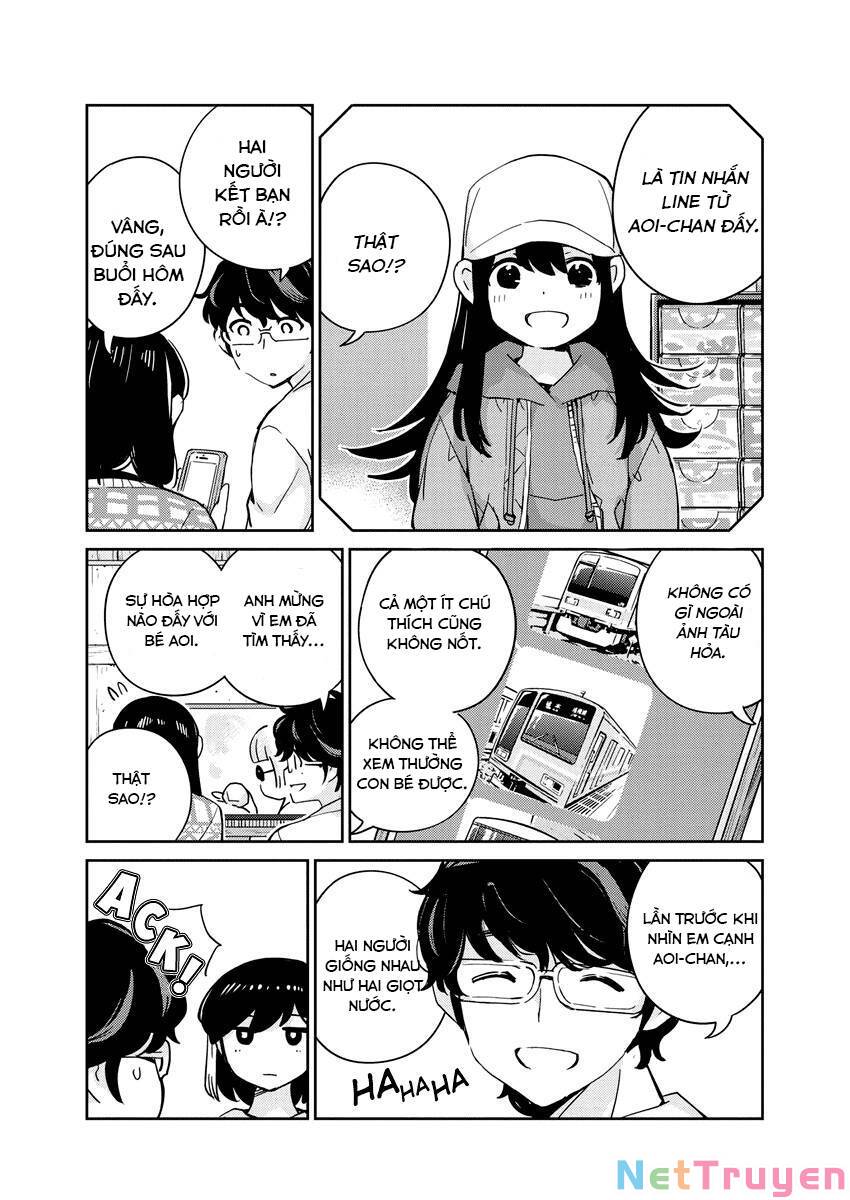 LÀ TIN NHẮN
LINE TỪ
AOI-CHAN ĐẤY.
THẬT
SAO!?
HAI
NGƯỜI
KẾT BẠN
RỒI À!?
VÂNG,
ĐÚNG SAU
BUỔI HÔM
ĐẤY.
KHÔNG CÓ
GÌ NGOÀI
ẢNH TÀU
HỎA.
CẢ MỘT ÍT CHÚ
THÍCH CŨNG
KHÔNG NỐT.
KHÔNG THỂ
XEM THƯỜNG
CON BÉ ĐƯỢC.
ANH MỪNG
VÌ EM ĐÃ
TÌM THẤY...
SỰ HÒA HỢP
NÀO ĐẤY VỚI
BÉ AOI.
THẬT
SAO!?
LẦN TRƯỚC KHI
NHÌN EM CẠNH
AOI-CHAN,...
HAI NGƯỜI
GIỐNG NHAU
NHƯ HAI GIỌT
NƯỚC.
HA HA HA
ACK!
NetTruyen